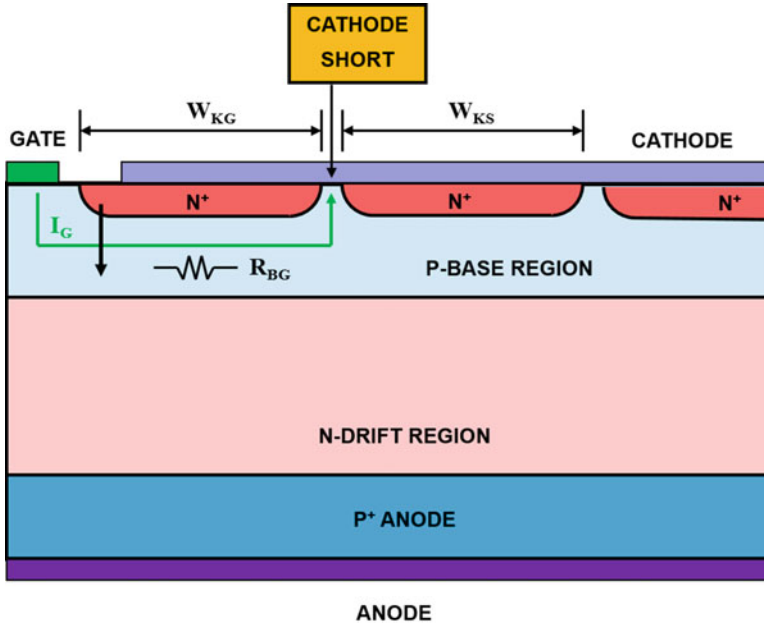 CATHODE
SHORT
W_KG
W_KS
GATE
CATHODE
N⁺
N⁺
N⁺
I_G
R_BG
P-BASE REGION
N-DRIFT REGION
P⁺ ANODE
ANODE